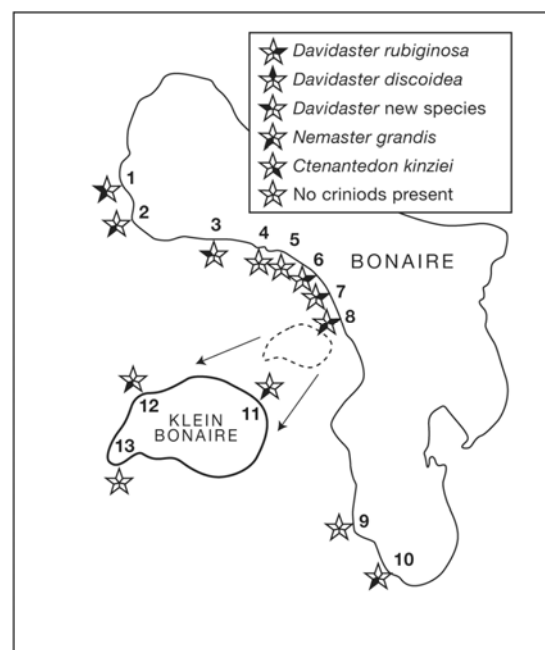 Davidaster rubiginosa
Davidaster discoidea
Davidaster new species
Nemaster grandis
Ctenantedon kinziei
No criniods present
BONAIRE
1
2
3
4
5
6
7
8
KLEIN
BONAIRE
11
12
13
9
10